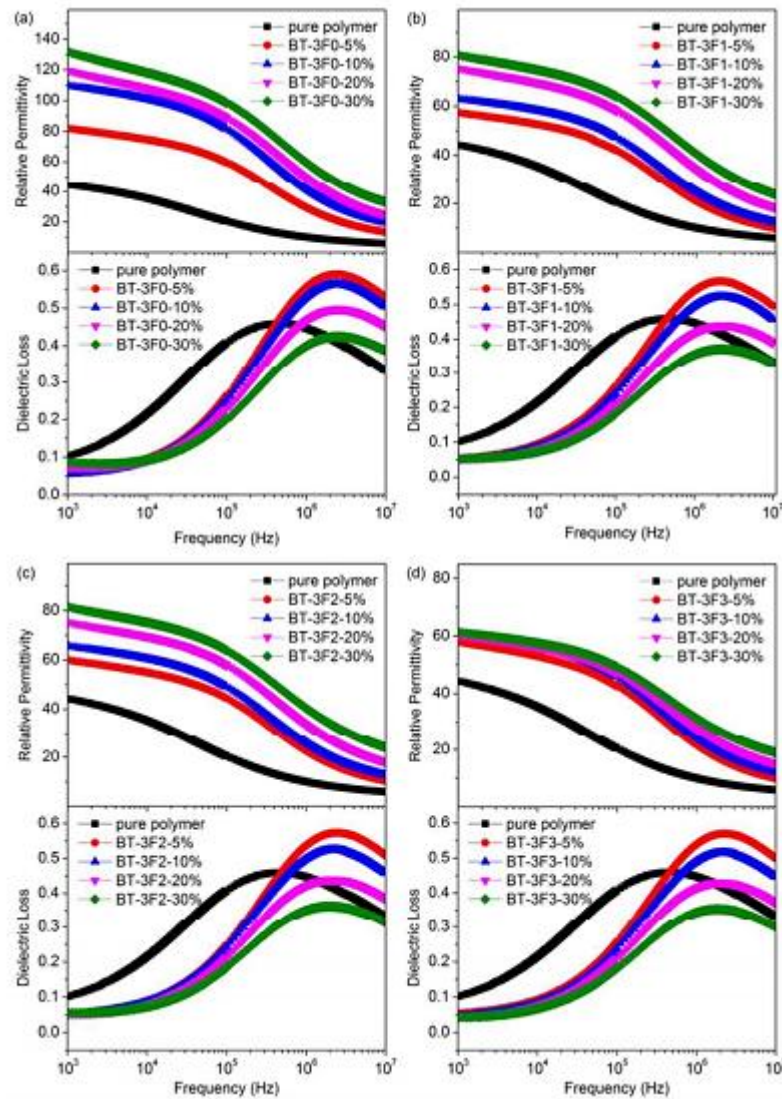 (a)
pure polymer
BT-3F0-5%
BT-3F0-10%
BT-3F0-20%
BT-3F0-30%
140
120
100
80
60
40
20
Relative Permittivity
pure polymer
BT-3F0-5%
BT-3F0-10%
BT-3F0-20%
BT-3F0-30%
0.6
0.5
0.4
0.3
0.2
0.1
0.0
Dielectric Loss
10³ 10⁴ 10⁵ 10⁶ 10⁷
Frequency (Hz)
(b)
pure polymer
BT-3F1-5%
BT-3F1-10%
BT-3F1-20%
BT-3F1-30%
80
60
40
20
Relative Permittivity
pure polymer
BT-3F1-5%
BT-3F1-10%
BT-3F1-20%
BT-3F1-30%
0.6
0.5
0.4
0.3
0.2
0.1
0.0
Dielectric Loss
10³ 10⁴ 10⁵ 10⁶ 10⁷
Frequency (Hz)
(c)
pure polymer
BT-3F2-5%
BT-3F2-10%
BT-3F2-20%
BT-3F2-30%
80
60
40
20
Relative Permittivity
pure polymer
BT-3F2-5%
BT-3F2-10%
BT-3F2-20%
BT-3F2-30%
0.6
0.5
0.4
0.3
0.2
0.1
0.0
Dielectric Loss
10³ 10⁴ 10⁵ 10⁶ 10⁷
Frequency (Hz)
(d)
pure polymer
BT-3F3-5%
BT-3F3-10%
BT-3F3-20%
BT-3F3-30%
80
60
40
20
Relative Permittivity
pure polymer
BT-3F3-5%
BT-3F3-10%
BT-3F3-20%
BT-3F3-30%
0.6
0.5
0.4
0.3
0.2
0.1
0.0
Dielectric Loss
10³ 10⁴ 10⁵ 10⁶ 10⁷
Frequency (Hz)